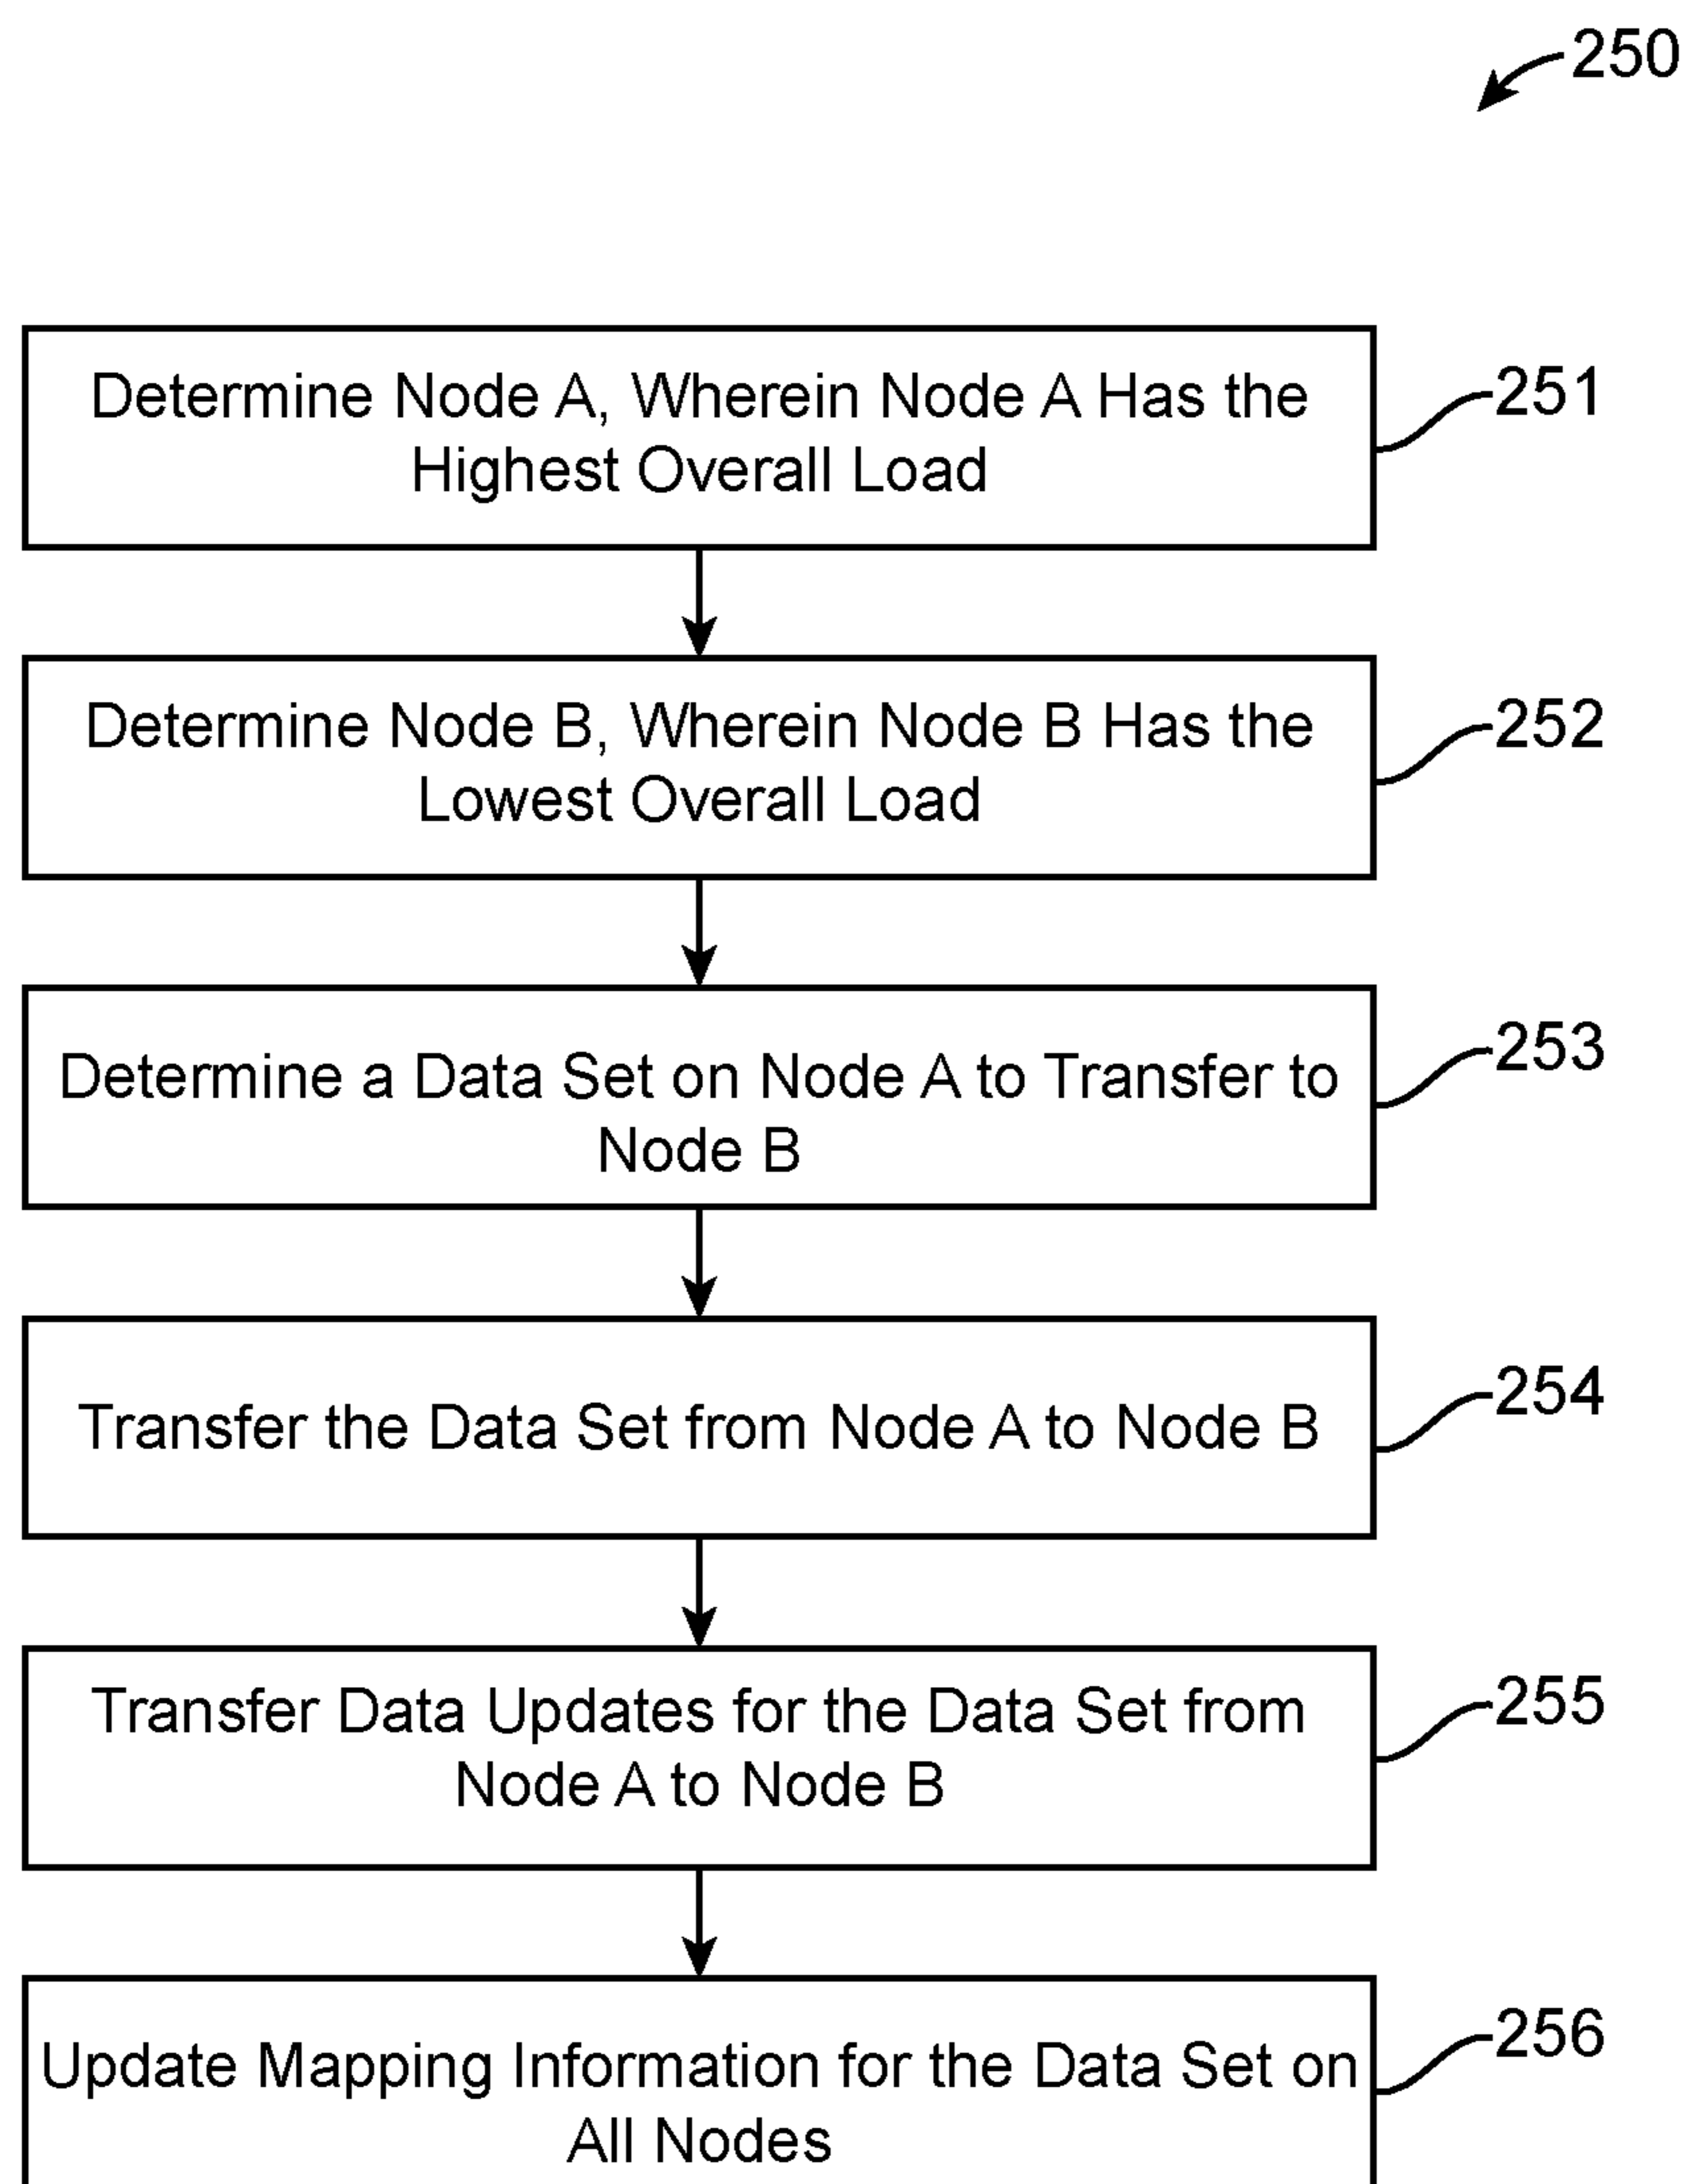 250
Determine Node A, Wherein Node A Has the
Highest Overall Load
251
Determine Node B, Wherein Node B Has the
Lowest Overall Load
252
Determine a Data Set on Node A to Transfer to
Node B
253
Transfer the Data Set from Node A to Node B
254
Transfer Data Updates for the Data Set from
Node A to Node B
255
Update Mapping Information for the Data Set on
All Nodes
256